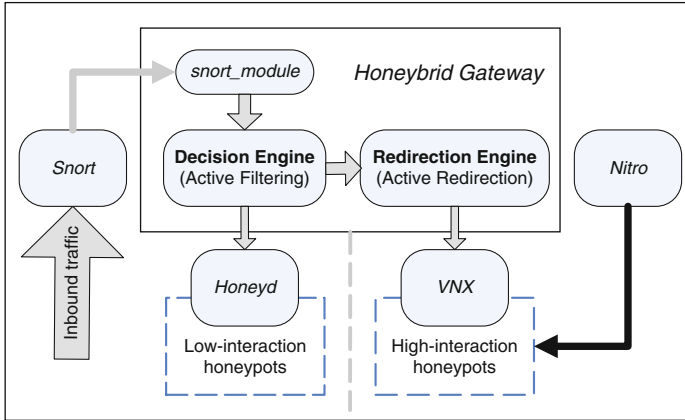 snort_module
Honeybrid Gateway
Snort
Decision Engine
(Active Filtering)
Redirection Engine
(Active Redirection)
Nitro
Inbound traffic
Honeyd
VNX
Low-interaction
honeypots
High-interaction
honeypots